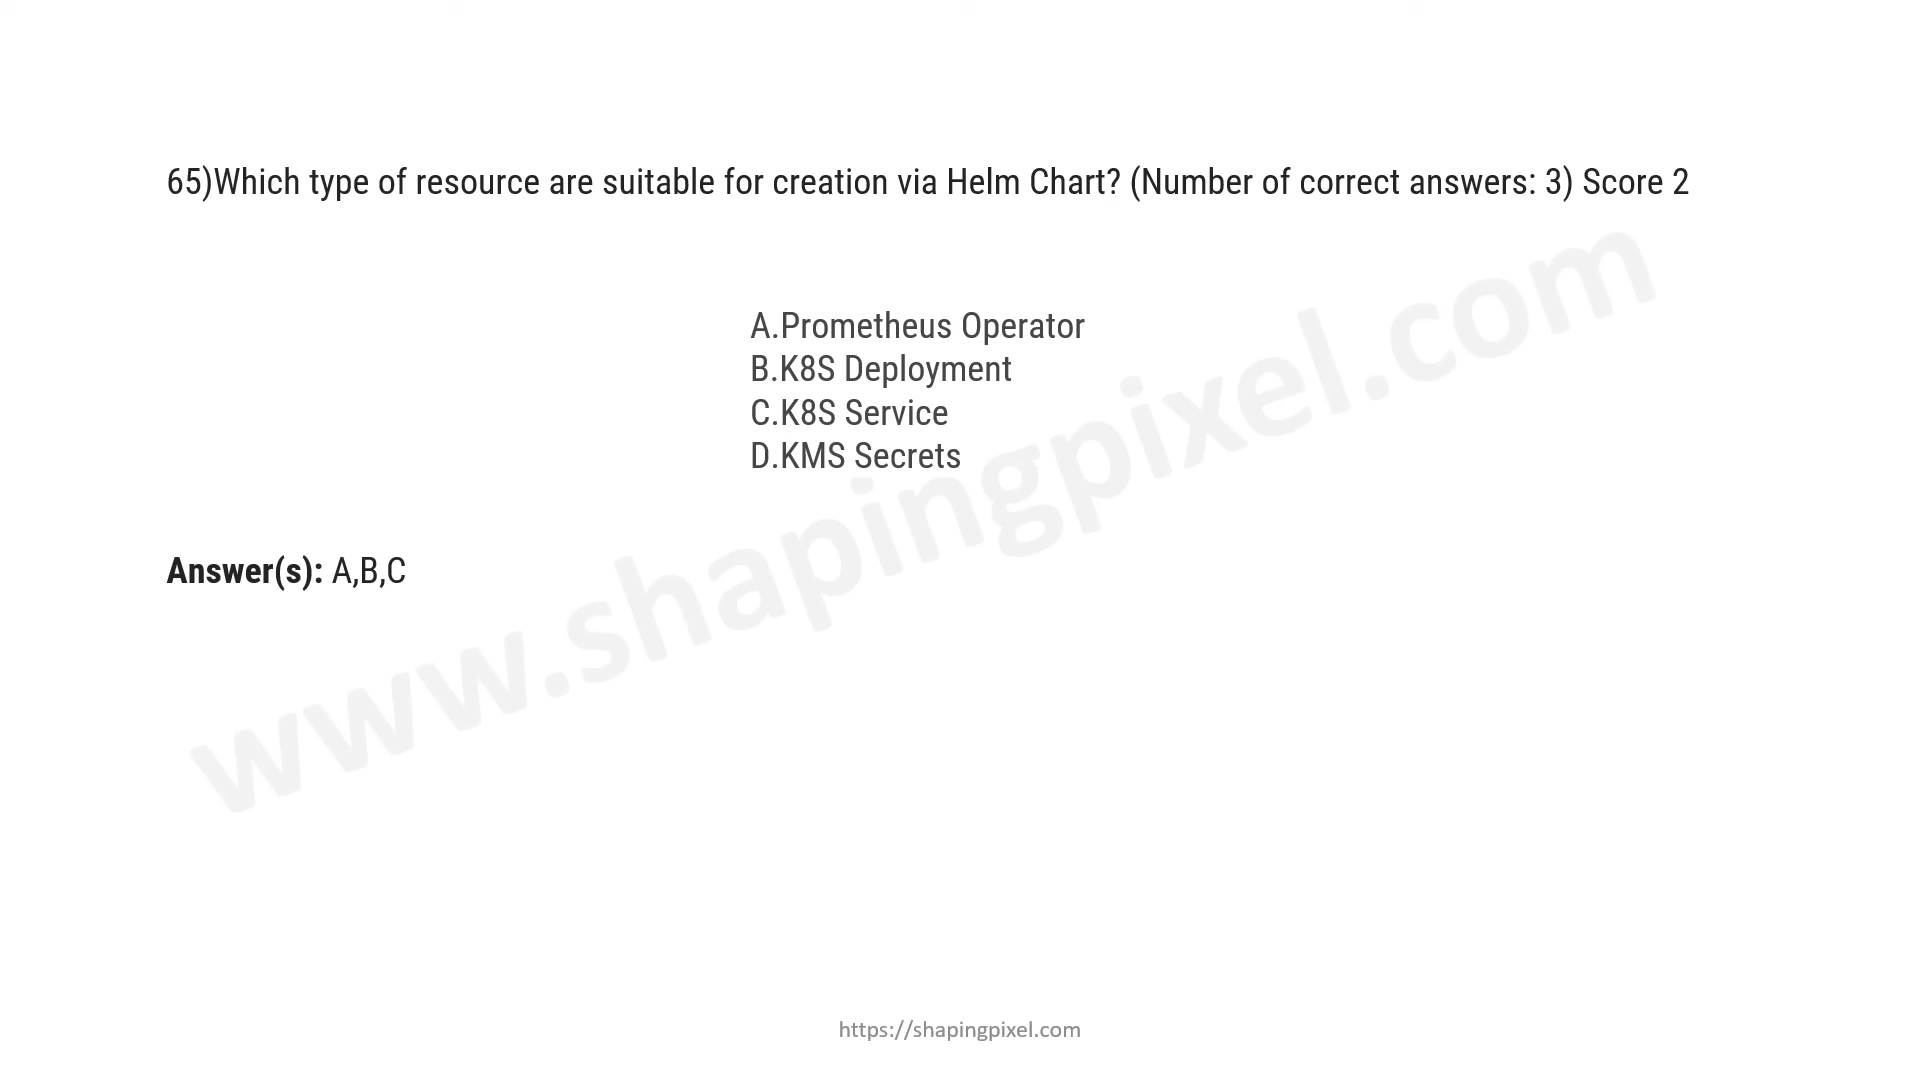 65)Which type of resource are suitable for creation via Helm Chart? (Number of correct answers: 3) Score 2
A.Prometheus Operator
B.K8S Deployment
C.K8S Service
D.KMS Secrets
Answer(s): A,B,C
www.shapingpixel.com
https://shapingpixel.com